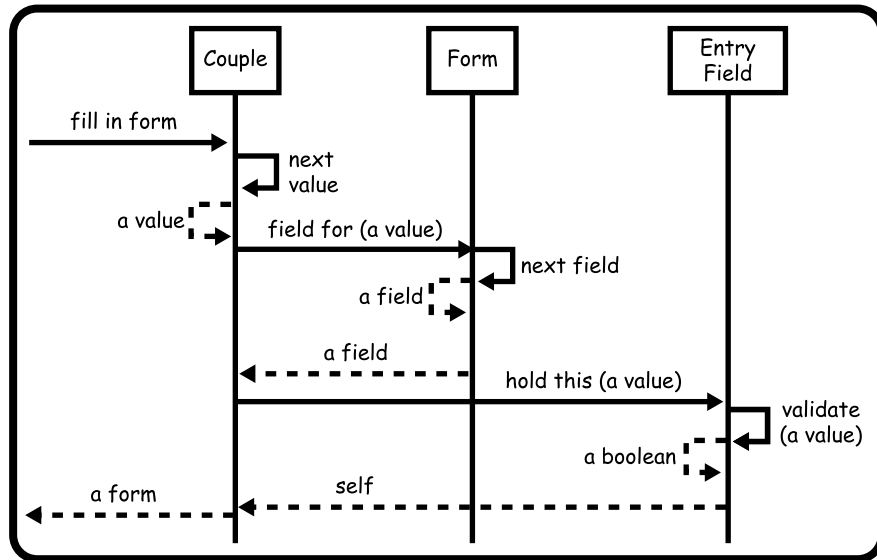 Couple
Form
Entry
Field
fill in form
next
value
a value
field for (a value)
next field
a field
a field
hold this (a value)
validate
(a value)
a boolean
self
a form